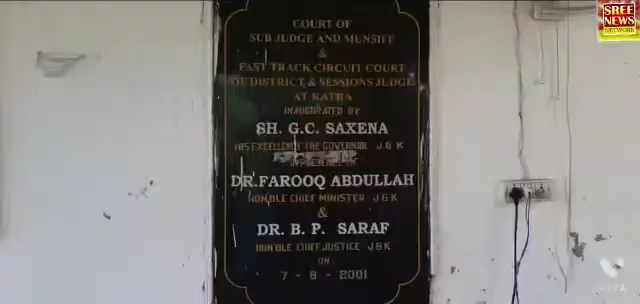 SREE
NEWS
NETWORK
COURT OF
SUB JUDGE AND MUNSIFF
&
FAST TRACK CIRCUIT COURT
OF DISTRICT & SESSIONS JUDGE
AT KATRA
INAUGURATED BY
SH. G.C. SAXENA
HIS EXCELLENCY THE GOVERNOR J & K
DR. FAROOQ ABDULLAH
HON'BLE CHIEF MINISTER J & K
&
DR. B. P. SARAF
HON'BLE CHIEF JUSTICE J & K
ON
7 - 8 - 2001